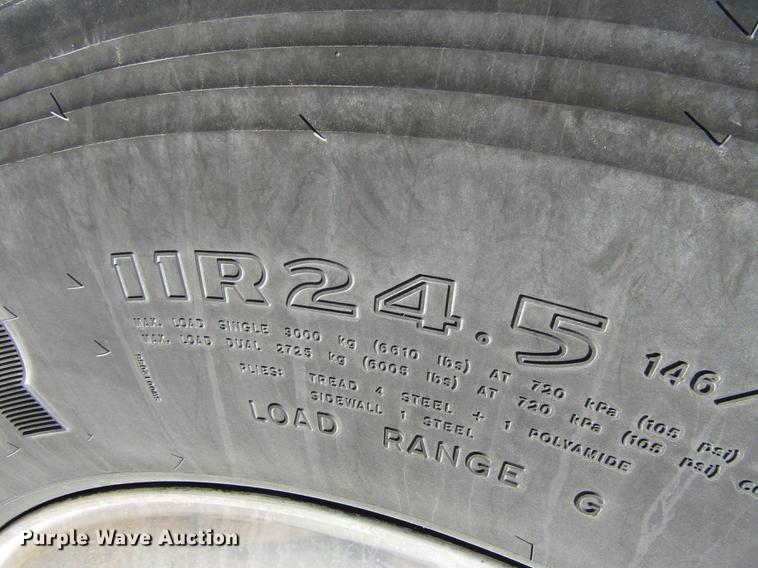 11R24.5 146/
MAX. LOAD SINGLE 3000 kg (6610 lbs) AT 720 kPa (105 psi)
MAX. LOAD DUAL 2725 kg (6005 lbs) AT 720 kPa (105 psi)
PLIES: TREAD 4 STEEL + 1 POLYAMIDE
SIDEWALL 1 STEEL
LOAD RANGE G
Purple Wave Auction